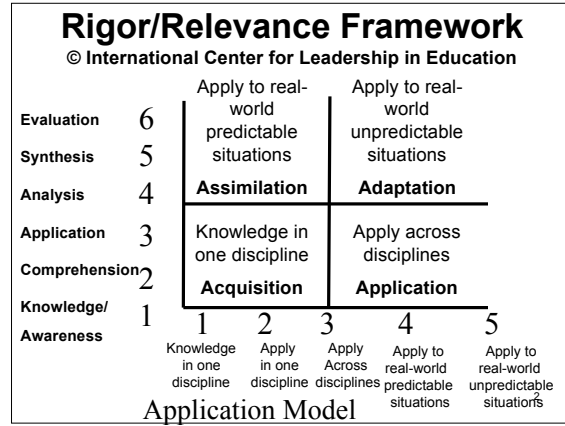 Rigor/Relevance Framework
© International Center for Leadership in Education
Evaluation 6
Synthesis 5
Analysis 4
Application 3
Comprehension 2
Knowledge/
Awareness 1
Apply to real-
world
predictable
situations
Assimilation
Apply to real-
world
unpredictable
situations
Adaptation
Knowledge in
one discipline
Acquisition
Apply across
disciplines
Application
1
Knowledge
in one
discipline
2
Apply
in one
discipline
3
Apply
Across
disciplines
4
Apply to
real-world
predictable
situations
5
Apply to
real-world
unpredictable
situations
2
Application Model